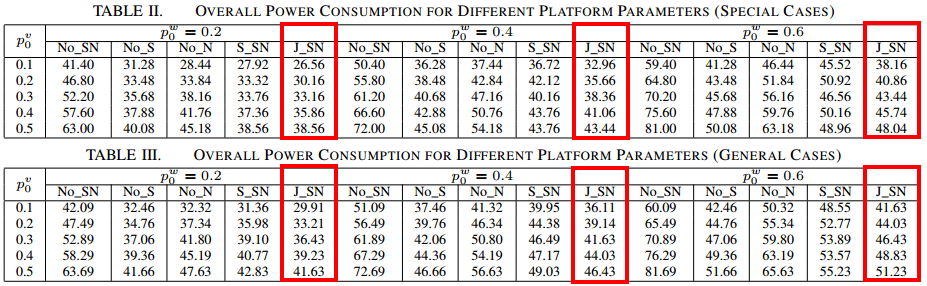 TABLE II. OVERALL POWER CONSUMPTION FOR DIFFERENT PLATFORM PARAMETERS (SPECIAL CASES)
p_0^v p_0^w = 0.2 p_0^w = 0.4 p_0^w = 0.6
No_SN No_S No_N S_SN J_SN No_SN No_S No_N S_SN J_SN No_SN No_S No_N S_SN J_SN
0.1 41.40 31.28 28.44 27.92 26.56 50.40 36.28 37.44 36.72 32.96 59.40 41.28 46.44 45.52 38.16
0.2 46.80 33.48 33.84 33.32 30.16 55.80 38.48 42.84 42.12 35.66 64.80 43.48 51.84 50.92 40.86
0.3 52.20 35.68 38.16 33.76 33.16 61.20 40.68 47.16 40.16 38.36 70.20 45.68 56.16 46.56 43.44
0.4 57.60 37.88 41.76 37.36 35.86 66.60 42.88 50.76 43.76 41.06 75.60 47.88 59.76 50.16 45.74
0.5 63.00 40.08 45.18 38.56 38.56 72.00 45.08 54.18 43.76 43.44 81.00 50.08 63.18 48.96 48.04
TABLE III. OVERALL POWER CONSUMPTION FOR DIFFERENT PLATFORM PARAMETERS (GENERAL CASES)
p_0^v p_0^w = 0.2 p_0^w = 0.4 p_0^w = 0.6
No_SN No_S No_N S_SN J_SN No_SN No_S No_N S_SN J_SN No_SN No_S No_N S_SN J_SN
0.1 42.09 32.46 32.32 31.36 29.91 51.09 37.46 41.32 39.95 36.11 60.09 42.46 50.32 48.55 41.63
0.2 47.49 34.76 37.34 35.98 33.21 56.49 39.76 46.34 44.38 39.14 65.49 44.76 55.34 52.77 44.03
0.3 52.89 37.06 41.80 39.10 36.43 61.89 42.06 50.80 46.49 41.63 70.89 47.06 59.80 53.89 46.43
0.4 58.29 39.36 45.19 40.77 39.23 67.29 44.36 54.19 47.17 44.03 76.29 49.36 63.19 53.57 48.83
0.5 63.69 41.66 47.63 42.83 41.63 72.69 46.66 56.63 49.03 46.43 81.69 51.66 65.63 55.23 51.23